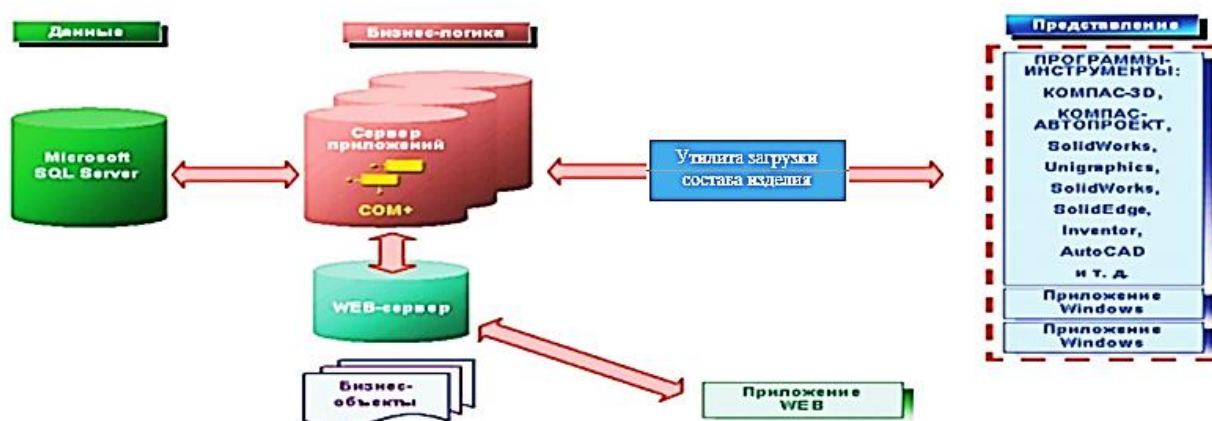 Данные
Бизнес-логика
Представление
Microsoft
SQL Server
Сервер
приложений
COM+
Утилита загрузки
состава изделия
ПРОГРАММЫ-
ИНСТРУМЕНТЫ:
КОМПАС-3D,
КОМПАС-
АВТОПРОЕКТ,
SolidWorks,
Unigraphics,
SolidWorks,
SolidEdge,
Inventor,
AutoCAD
и т. д.
Приложение
Windows
Приложение
Windows
WEB-сервер
Бизнес-
объекты
Приложение
WEB